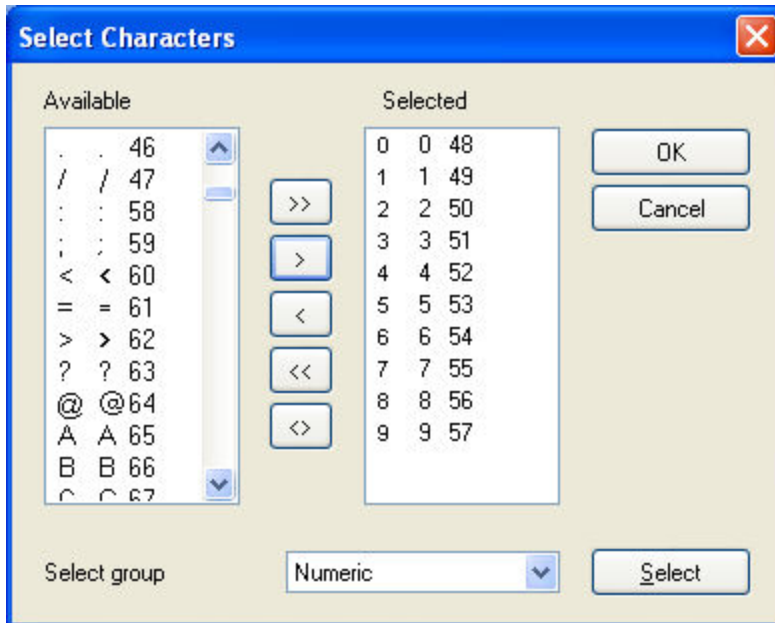 Select Characters
Available
Selected
. . 46
/ / 47
: : 58
; ; 59
< < 60
= = 61
> > 62
? ? 63
@ @ 64
A A 65
B B 66
C C 67
>>
>
<
<<
<>
0 0 48
1 1 49
2 2 50
3 3 51
4 4 52
5 5 53
6 6 54
7 7 55
8 8 56
9 9 57
OK
Cancel
Select group
Numeric
Select